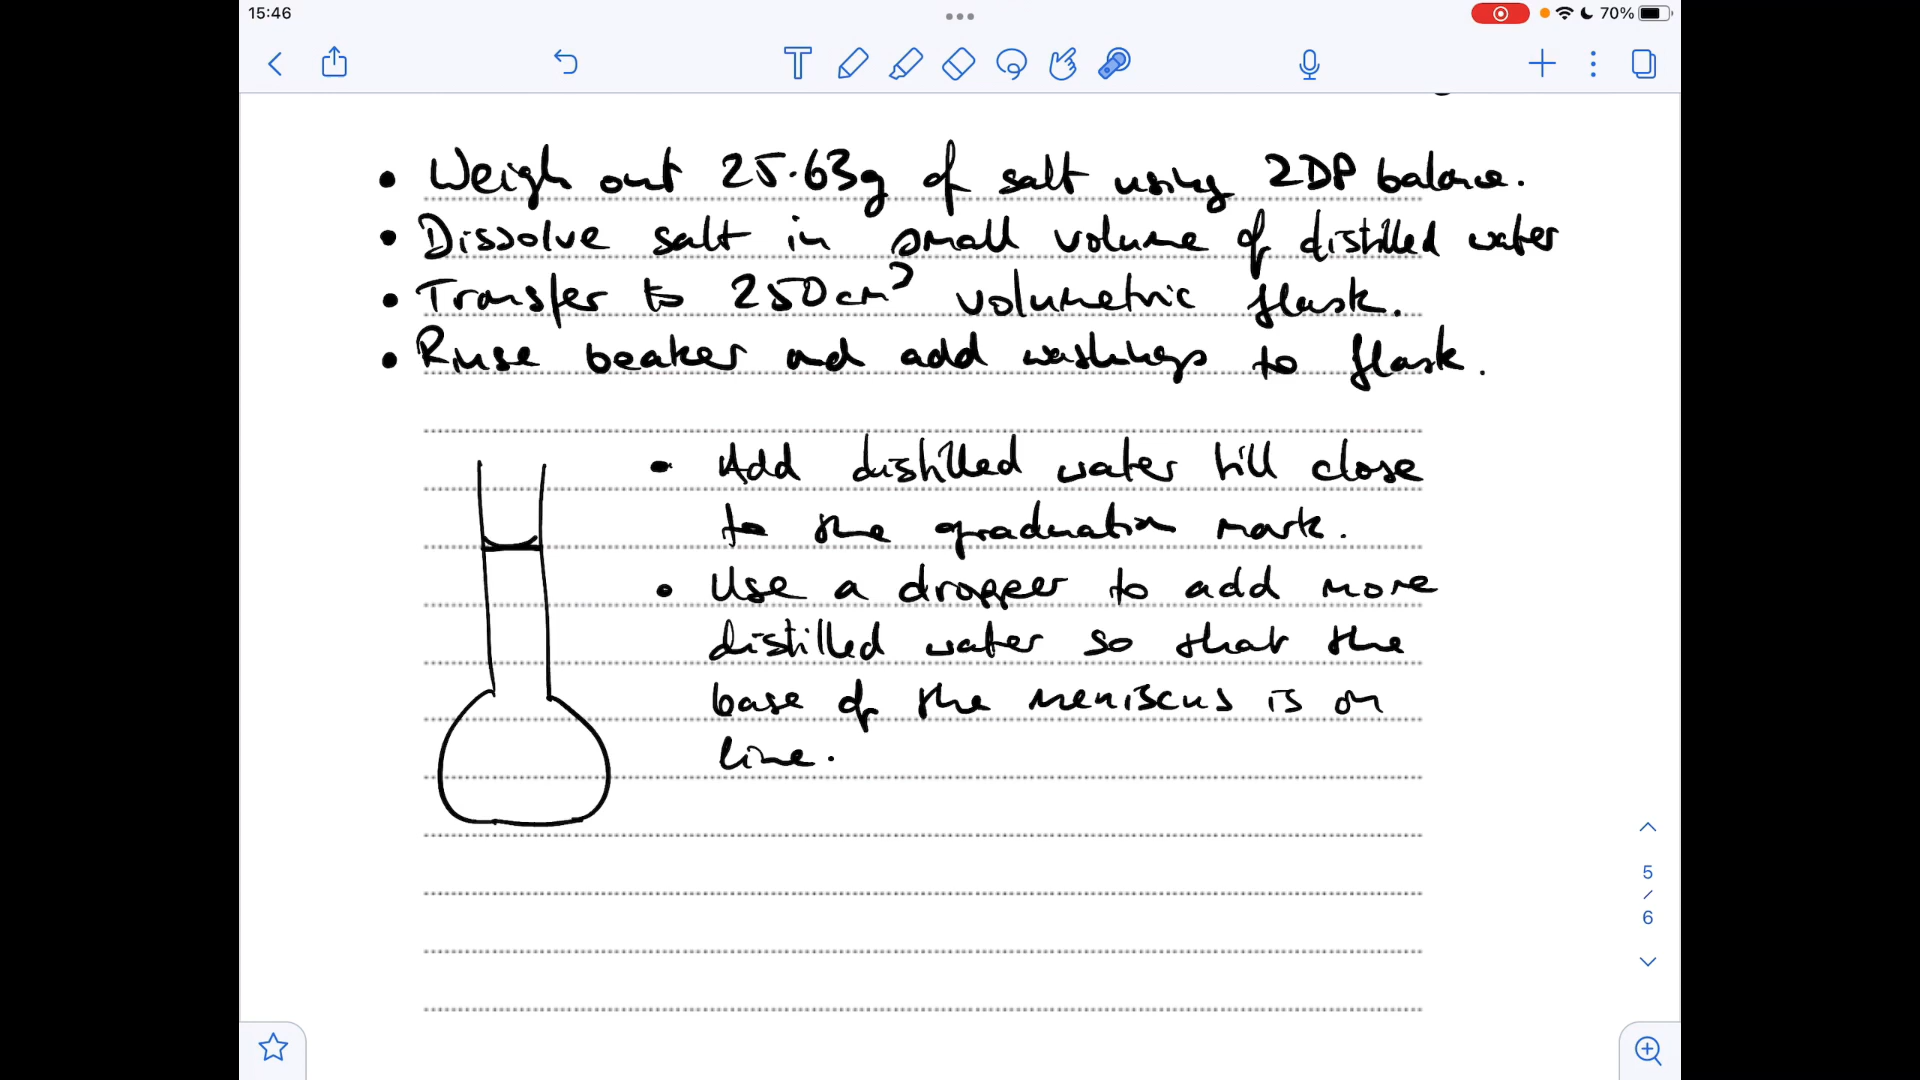 15:46
70%
• Weigh out 25.63g of salt using 2DP balance.
• Dissolve salt in small volume of distilled water
• Transfer to 250cm³ volumetric flask.
• Rinse beaker and add washings to flask.
• Add distilled water till close
to the graduation mark.
• Use a dropper to add more
distilled water so that the
base of the meniscus is on
line.
5
/
6